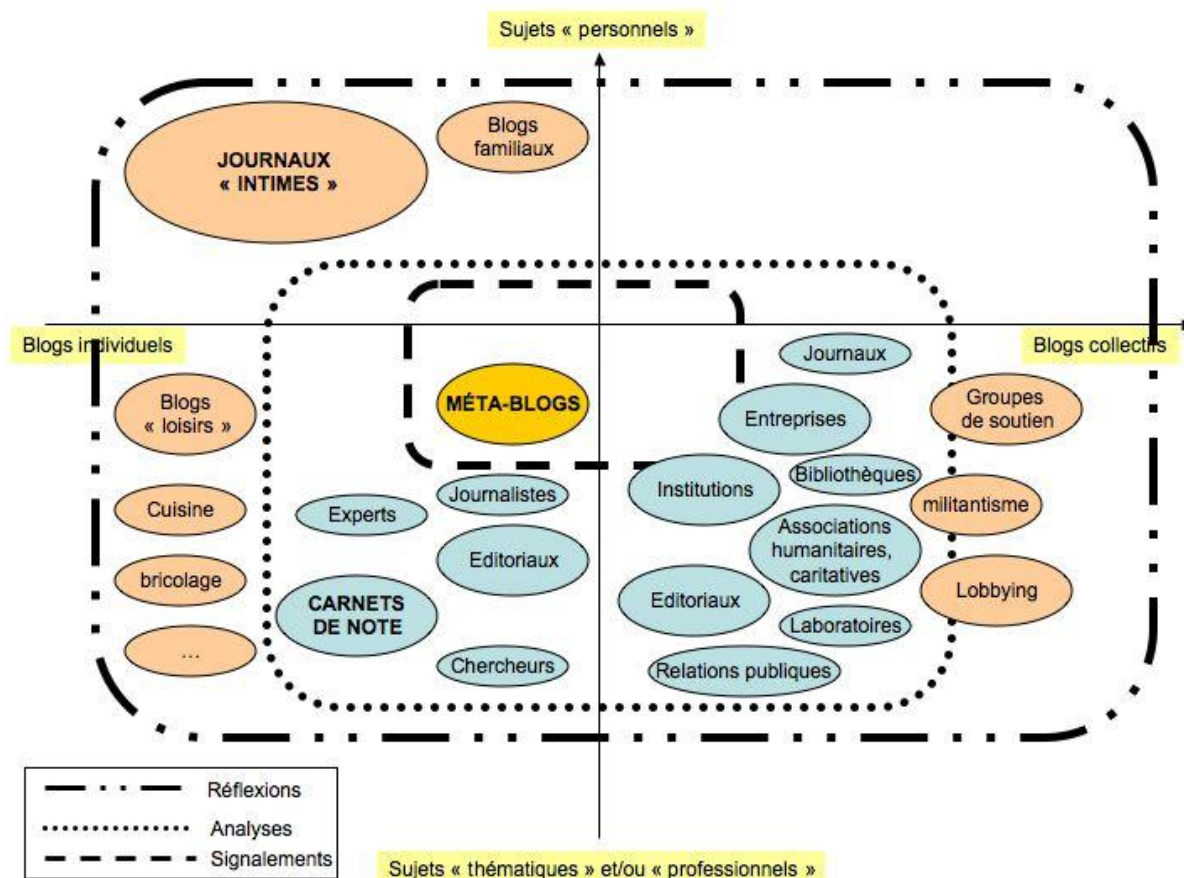 Sujets « personnels »
JOURNAUX
« INTIMES »
Blogs
familiaux
Blogs individuels
Blogs collectifs
Journaux
Blogs
« loisirs »
MÉTA-BLOGS
Entreprises
Groupes
de soutien
Bibliothèques
Institutions
Journalistes
Experts
Cuisine
militantisme
Associations
humanitaires,
caritatives
Editoriaux
bricolage
Lobbying
CARNETS
DE NOTE
Editoriaux
Laboratoires
...
Chercheurs
Relations publiques
Réflexions
Analyses
Signalements
Sujets « thématiques » et/ou « professionnels »